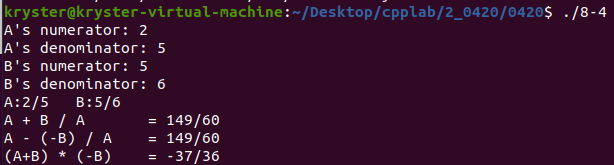 kryster@kryster-virtual-machine:~/Desktop/cpplab/2_0420/0420$ ./8-4
A's numerator: 2
A's denominator: 5
B's numerator: 5
B's denominator: 6
A:2/5   B:5/6
A + B / A      = 149/60
A - (-B) / A   = 149/60
(A+B) * (-B)   = -37/36